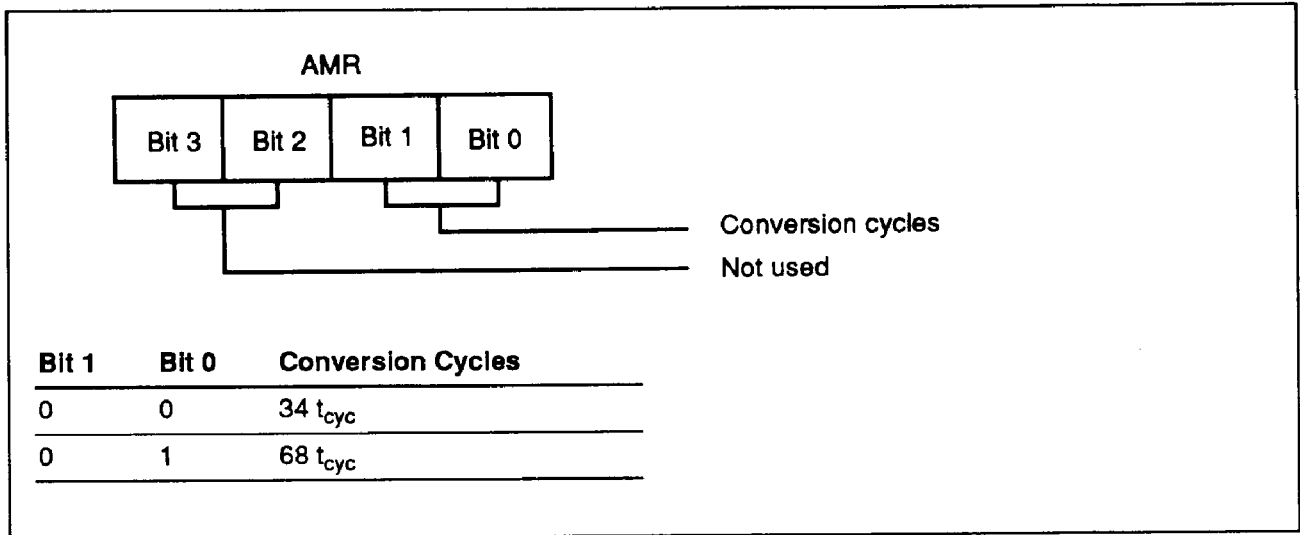 AMR
Bit 3 Bit 2 Bit 1 Bit 0
Conversion cycles
Not used
Bit 1 Bit 0 Conversion Cycles
0 0 34 tcyc
0 1 68 tcyc